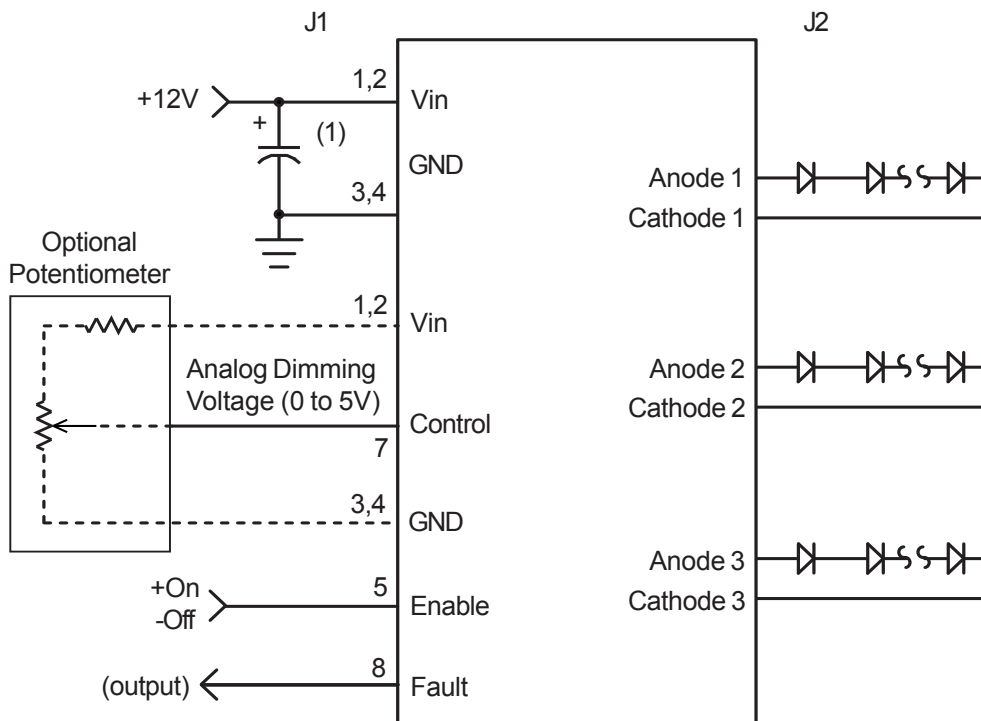 J1
J2
1,2
+12V
Vin
+
(1)
GND
3,4
Anode 1
Cathode 1
Optional
Potentiometer
1,2
Vin
Analog Dimming
Voltage (0 to 5V)
Control
7
Anode 2
Cathode 2
3,4
GND
Anode 3
Cathode 3
+On
-Off
5
Enable
8
(output)
Fault